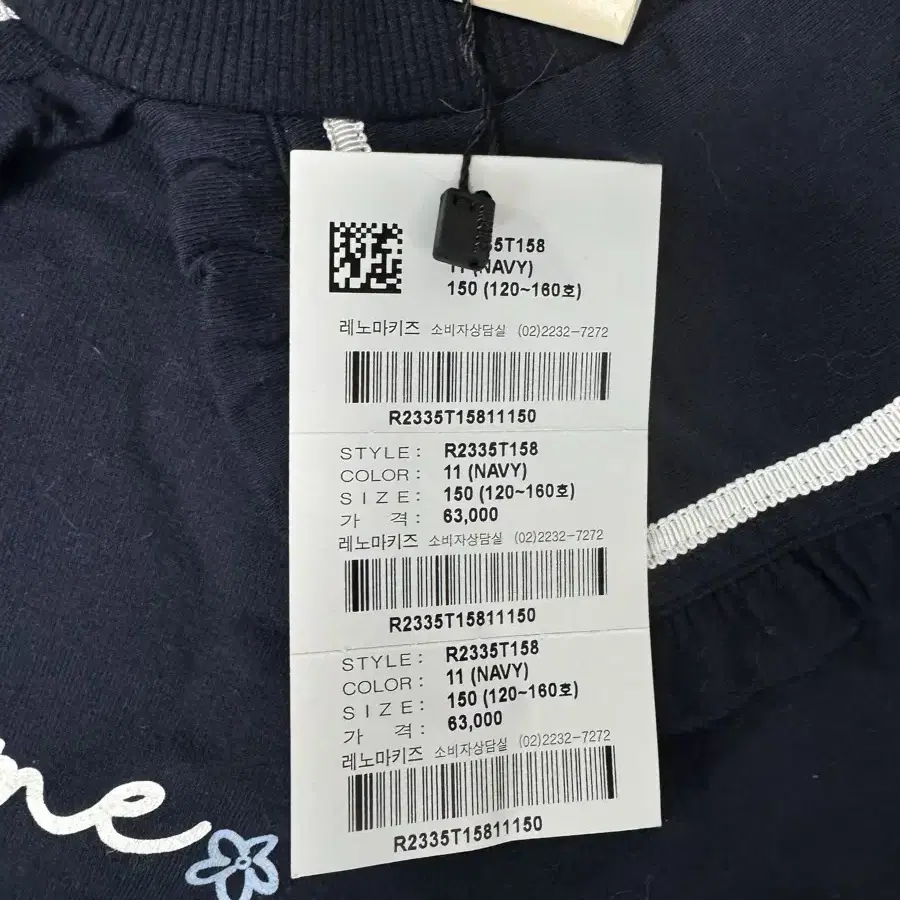 35T158
11 (NAVY)
150 (120~160호)
레노마키즈 소비자상담실 (02)2232-7272
R2335T15811150
STYLE: R2335T158
COLOR: 11 (NAVY)
SIZE: 150 (120~160호)
가 격: 63,000
레노마키즈 소비자상담실 (02)2232-7272
R2335T15811150
STYLE: R2335T158
COLOR: 11 (NAVY)
SIZE: 150 (120~160호)
가 격: 63,000
레노마키즈 소비자상담실 (02)2232-7272
R2335T15811150
ne